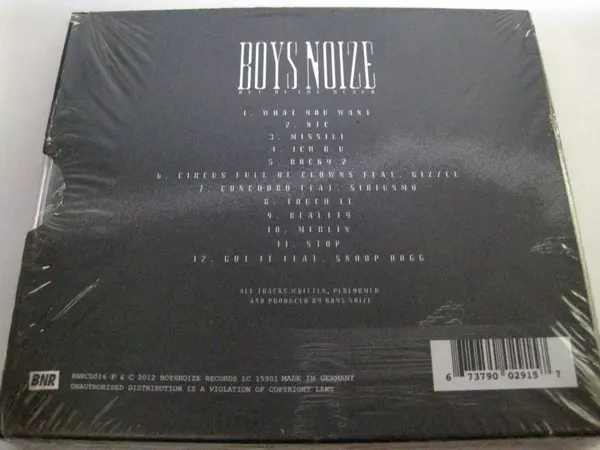 BOYS NOIZE
OUT OF THE BLACK
1. WHAT YOU WANT
2. XTC
3. MISSILE
4. ICH R U
5. ROCKY 2
6. CIRCUS FULL OF CLOWNS FEAT. GIZZLE
7. CONCHORD FEAT. SIRIUSMO
8. TOUCH IT
9. REALITY
10. MERLIN
11. STOP
12. GOT IT FEAT. SNOOP DOGG
ALL TRACKS WRITTEN, PERFORMED
AND PRODUCED BY BOYS NOIZE
BNR
BNRCD016 ℗ & © 2012 BOYSNOIZE RECORDS LC 15801 MADE IN GERMANY
UNAUTHORISED DISTRIBUTION IS A VIOLATION OF COPYRIGHT LAWS
6 73790 02915 7